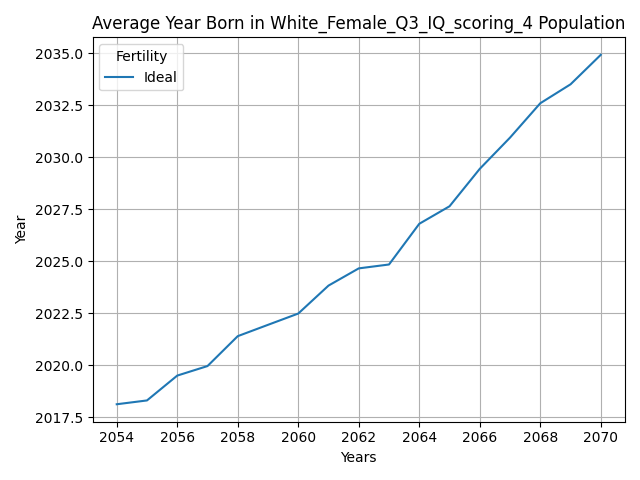 Average Year Born in White_Female_Q3_IQ_scoring_4 Population
Fertility
Ideal
Year
2035.0
2032.5
2030.0
2027.5
2025.0
2022.5
2020.0
2017.5
2054 2056 2058 2060 2062 2064 2066 2068 2070
Years